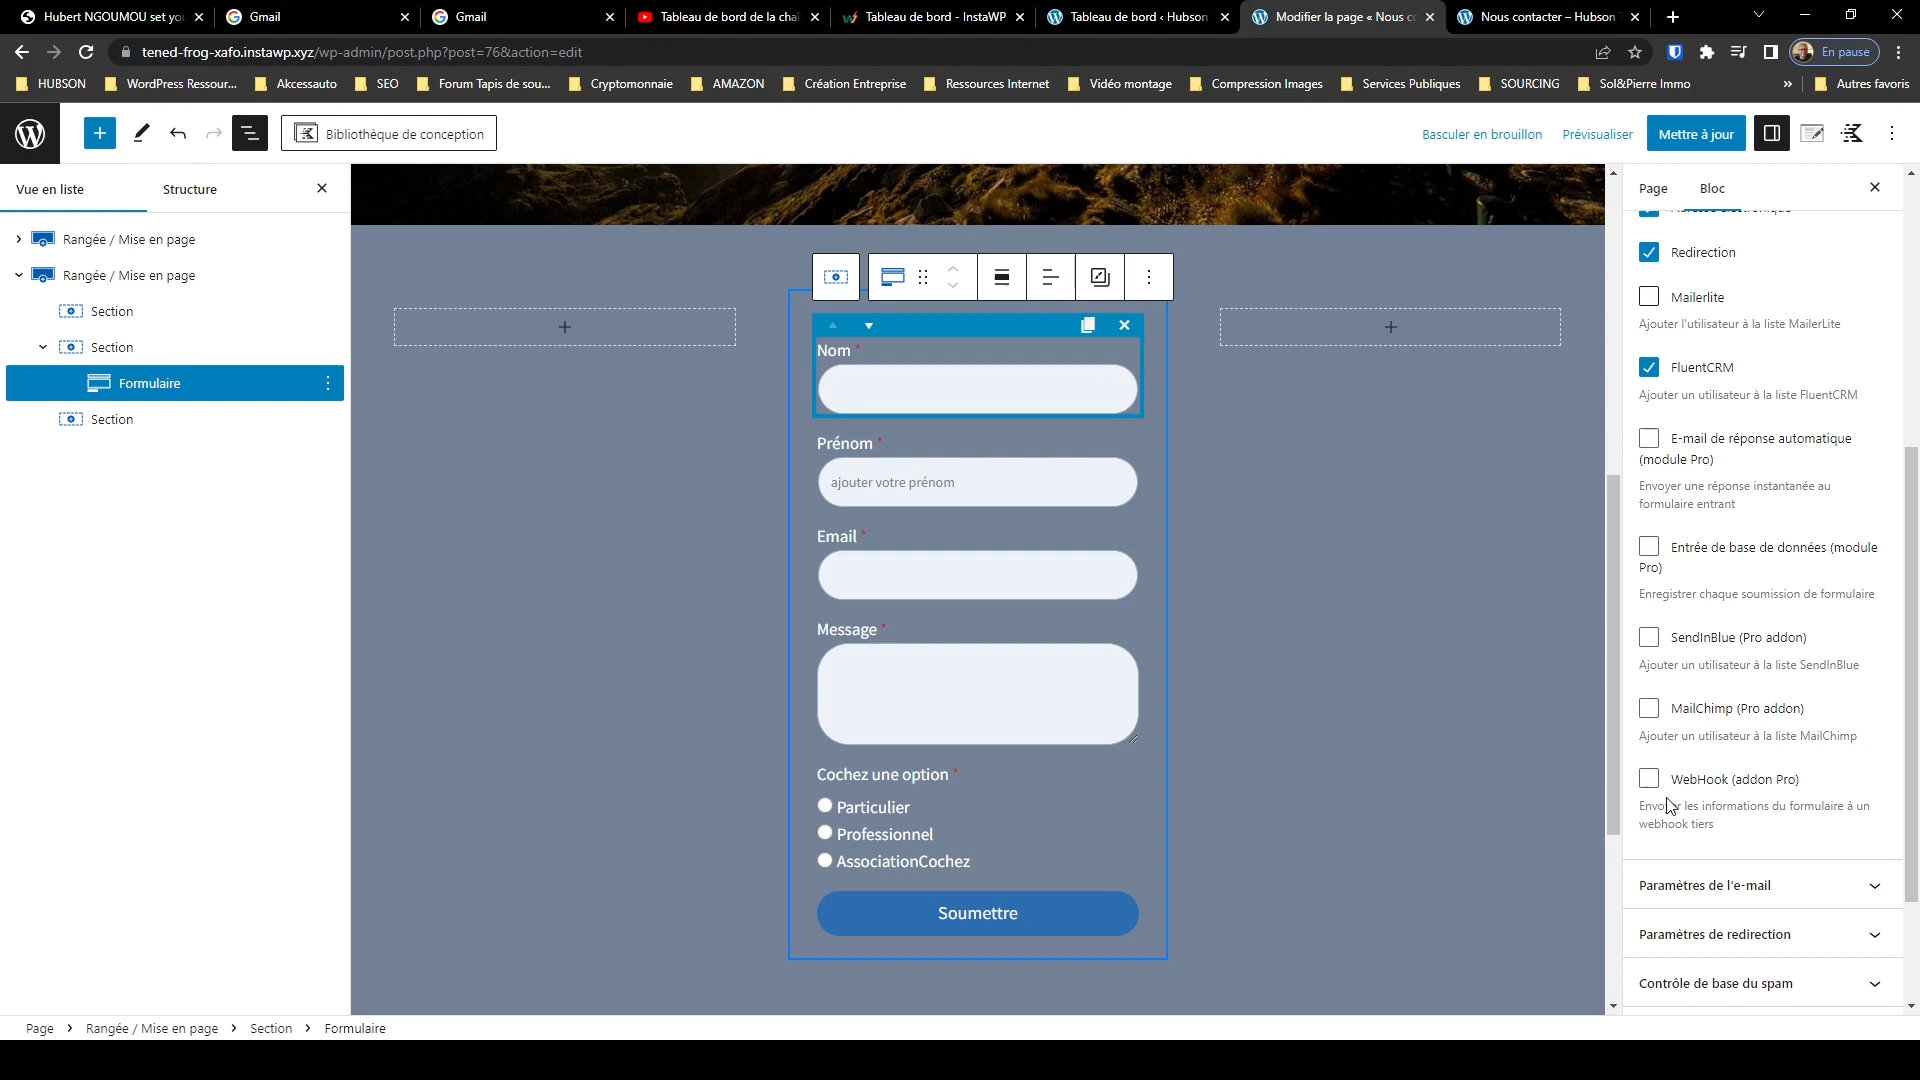 Hubert NGOUMOU set yo
Gmail
Gmail
Tableau de bord de la chaî
Tableau de bord - InstaWP
Tableau de bord ‹ Hubson
Modifier la page « Nous c
Nous contacter – Hubson
tened-frog-xafo.instawp.xyz/wp-admin/post.php?post=76&action=edit
En pause
HUBSON
WordPress Ressour...
Akcessauto
SEO
Forum Tapis de sou...
Cryptomonnaie
AMAZON
Création Entreprise
Ressources Internet
Vidéo montage
Compression Images
Services Publiques
SOURCING
Sol&Pierre Immo
»
Autres favoris
Bibliothèque de conception
Basculer en brouillon
Prévisualiser
Mettre à jour
Vue en liste
Structure
Rangée / Mise en page
Rangée / Mise en page
Section
Section
Formulaire
Section
Nom *
Prénom *
ajouter votre prénom
Email *
Message *
Cochez une option *
Particulier
Professionnel
AssociationCochez
Soumettre
Page
Bloc
Redirection
Mailerlite
Ajouter l'utilisateur à la liste MailerLite
FluentCRM
Ajouter un utilisateur à la liste FluentCRM
E-mail de réponse automatique
(module Pro)
Envoyer une réponse instantanée au
formulaire entrant
Entrée de base de données (module
Pro)
Enregistrer chaque soumission de formulaire
SendInBlue (Pro addon)
Ajouter un utilisateur à la liste SendInBlue
MailChimp (Pro addon)
Ajouter un utilisateur à la liste MailChimp
WebHook (addon Pro)
Envoyer les informations du formulaire à un
webhook tiers
Paramètres de l'e-mail
Paramètres de redirection
Contrôle de base du spam
Page > Rangée / Mise en page > Section > Formulaire